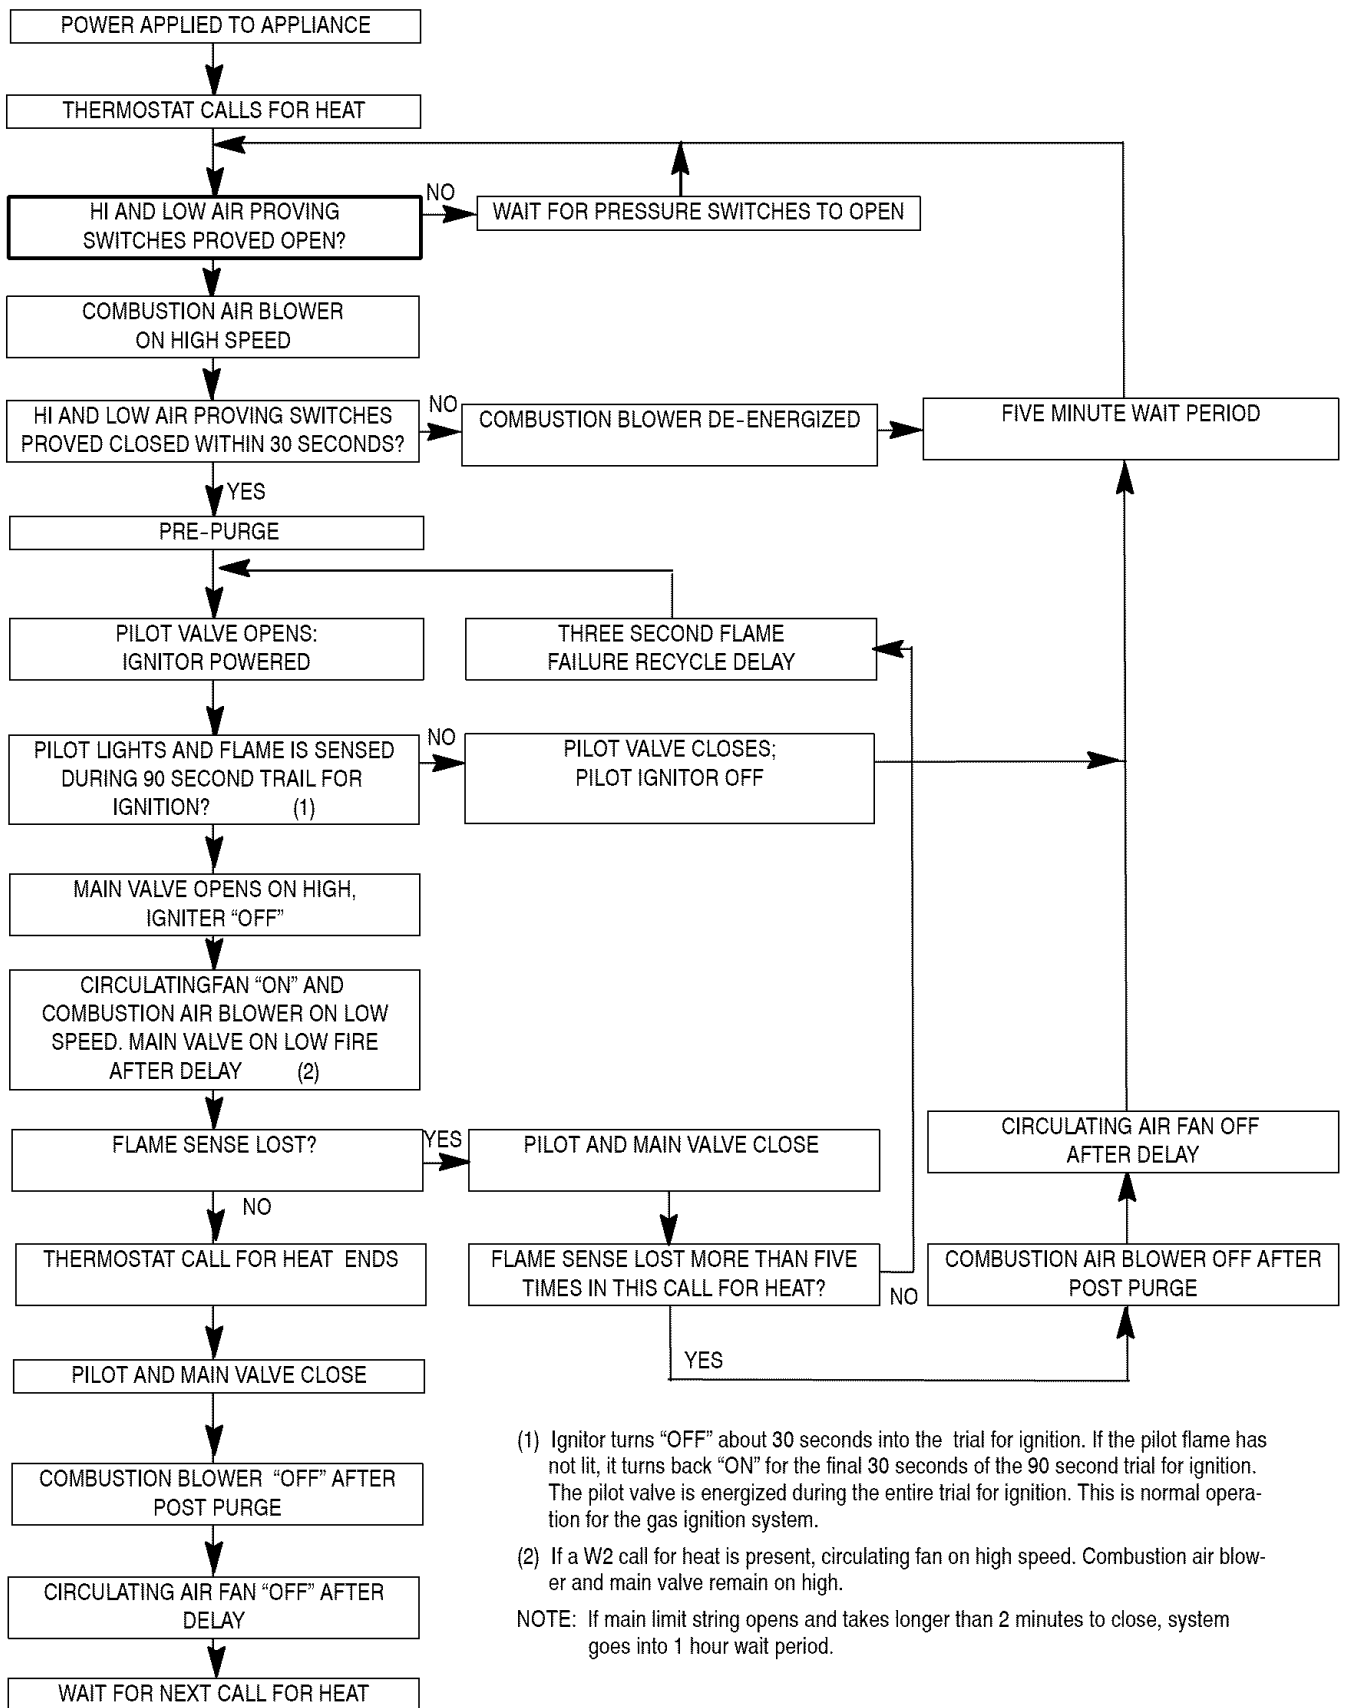 POWER APPLIED TO APPLIANCE
THERMOSTAT CALLS FOR HEAT
HI AND LOW AIR PROVING
SWITCHES PROVED OPEN?
NO
WAIT FOR PRESSURE SWITCHES TO OPEN
COMBUSTION AIR BLOWER
ON HIGH SPEED
HI AND LOW AIR PROVING SWITCHES
PROVED CLOSED WITHIN 30 SECONDS?
NO
COMBUSTION BLOWER DE-ENERGIZED
FIVE MINUTE WAIT PERIOD
YES
PRE-PURGE
PILOT VALVE OPENS:
IGNITOR POWERED
THREE SECOND FLAME
FAILURE RECYCLE DELAY
PILOT LIGHTS AND FLAME IS SENSED
DURING 90 SECOND TRAIL FOR
IGNITION? (1)
NO
PILOT VALVE CLOSES;
PILOT IGNITOR OFF
MAIN VALVE OPENS ON HIGH,
IGNITER “OFF”
CIRCULATINGFAN “ON” AND
COMBUSTION AIR BLOWER ON LOW
SPEED. MAIN VALVE ON LOW FIRE
AFTER DELAY (2)
FLAME SENSE LOST?
YES
PILOT AND MAIN VALVE CLOSE
CIRCULATING AIR FAN OFF
AFTER DELAY
NO
THERMOSTAT CALL FOR HEAT ENDS
FLAME SENSE LOST MORE THAN FIVE
TIMES IN THIS CALL FOR HEAT?
NO
COMBUSTION AIR BLOWER OFF AFTER
POST PURGE
YES
PILOT AND MAIN VALVE CLOSE
COMBUSTION BLOWER “OFF” AFTER
POST PURGE
CIRCULATING AIR FAN “OFF” AFTER
DELAY
WAIT FOR NEXT CALL FOR HEAT
(1) Ignitor turns “OFF” about 30 seconds into the trial for ignition. If the pilot flame has
not lit, it turns back “ON” for the final 30 seconds of the 90 second trial for ignition.
The pilot valve is energized during the entire trial for ignition. This is normal opera-
tion for the gas ignition system.
(2) If a W2 call for heat is present, circulating fan on high speed. Combustion air blow-
er and main valve remain on high.
NOTE: If main limit string opens and takes longer than 2 minutes to close, system
goes into 1 hour wait period.